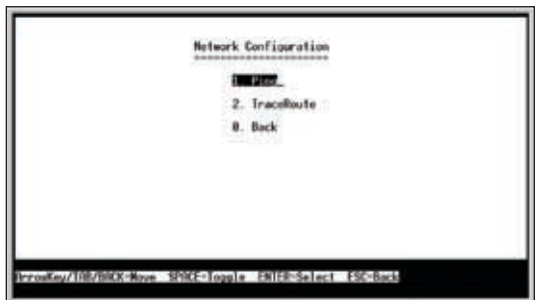 Network Configuration
1. Ping
2. TraceRoute
0. Back
ArrowKey/TAB/BACK-Move SPACE-Toggle ENTER-Select ESC-Back